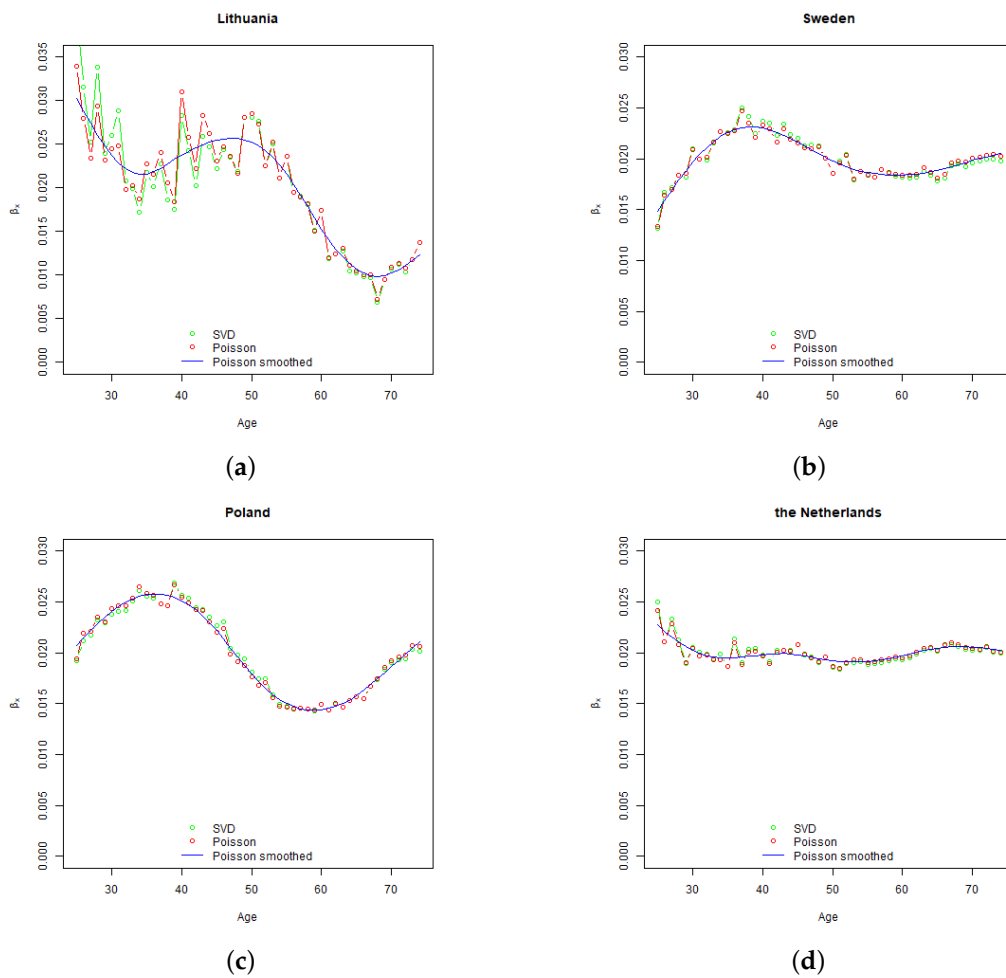 Lithuania
0.035
0.030
0.025
0.020
0.015
0.010
0.005
0.000
βx
SVD
Poisson
Poisson smoothed
30 40 50 60 70
Age
(a)
Sweden
0.030
0.025
0.020
0.015
0.010
0.005
0.000
βx
SVD
Poisson
Poisson smoothed
30 40 50 60 70
Age
(b)
Poland
0.030
0.025
0.020
0.015
0.010
0.005
0.000
βx
SVD
Poisson
Poisson smoothed
30 40 50 60 70
Age
(c)
the Netherlands
0.030
0.025
0.020
0.015
0.010
0.005
0.000
βx
SVD
Poisson
Poisson smoothed
30 40 50 60 70
Age
(d)